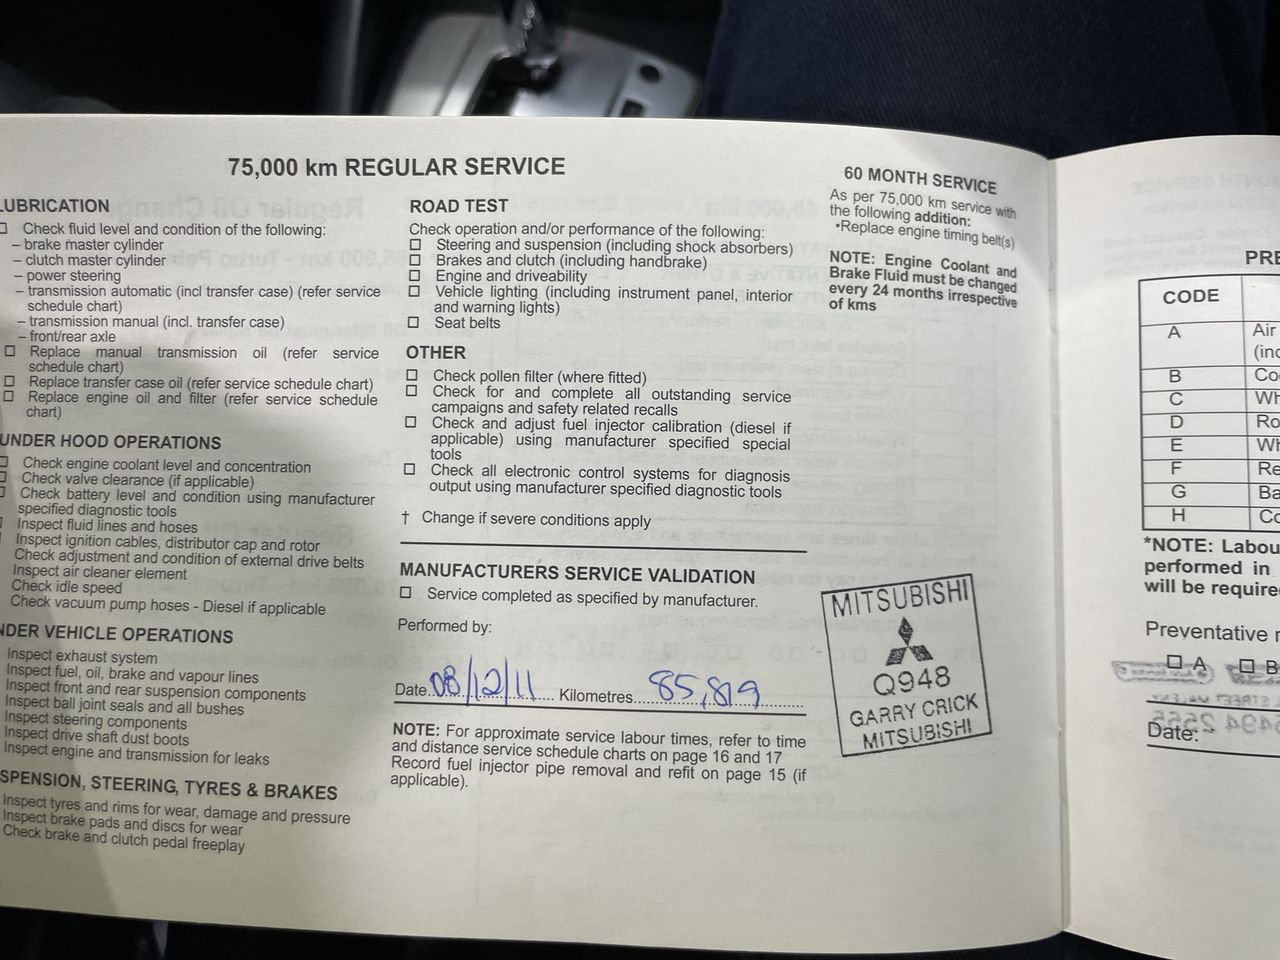 75,000 km REGULAR SERVICE
LUBRICATION
☐ Check fluid level and condition of the following:
– brake master cylinder
– clutch master cylinder
– power steering
– transmission automatic (incl transfer case) (refer service
schedule chart)
– transmission manual (incl. transfer case)
– front/rear axle
☐ Replace manual transmission oil (refer service
schedule chart)
☐ Replace transfer case oil (refer service schedule chart)
☐ Replace engine oil and filter (refer service schedule
chart)
UNDER HOOD OPERATIONS
☐ Check engine coolant level and concentration
☐ Check valve clearance (if applicable)
☐ Check battery level and condition using manufacturer
specified diagnostic tools
Inspect fluid lines and hoses
Inspect ignition cables, distributor cap and rotor
Check adjustment and condition of external drive belts
Inspect air cleaner element
Check idle speed
Check vacuum pump hoses - Diesel if applicable
NDER VEHICLE OPERATIONS
Inspect exhaust system
Inspect fuel, oil, brake and vapour lines
Inspect front and rear suspension components
Inspect ball joint seals and all bushes
Inspect steering components
Inspect drive shaft dust boots
Inspect engine and transmission for leaks
SPENSION, STEERING, TYRES & BRAKES
Inspect tyres and rims for wear, damage and pressure
Inspect brake pads and discs for wear
Check brake and clutch pedal freeplay
ROAD TEST
Check operation and/or performance of the following:
☐ Steering and suspension (including shock absorbers)
☐ Brakes and clutch (including handbrake)
☐ Engine and driveability
☐ Vehicle lighting (including instrument panel, interior
and warning lights)
☐ Seat belts
OTHER
☐ Check pollen filter (where fitted)
☐ Check for and complete all outstanding service
campaigns and safety related recalls
☐ Check and adjust fuel injector calibration (diesel if
applicable) using manufacturer specified special
tools
☐ Check all electronic control systems for diagnosis
output using manufacturer specified diagnostic tools
† Change if severe conditions apply
MANUFACTURERS SERVICE VALIDATION
☐ Service completed as specified by manufacturer.
Performed by:
Date 08/12/11 Kilometres 85,819
NOTE: For approximate service labour times, refer to time
and distance service schedule charts on page 16 and 17
Record fuel injector pipe removal and refit on page 15 (if
applicable).
60 MONTH SERVICE
As per 75,000 km service with
the following addition:
•Replace engine timing belt(s)
NOTE: Engine Coolant and
Brake Fluid must be changed
every 24 months irrespective
of kms
MITSUBISHI
Q948
GARRY CRICK
MITSUBISHI
PRE
CODE
A Air
(inc
B Co
C Wh
D Ro
E Wh
F Re
G Ba
H Co
*NOTE: Labou
performed in
will be require
Preventative
☐ A ☐ B
Date: